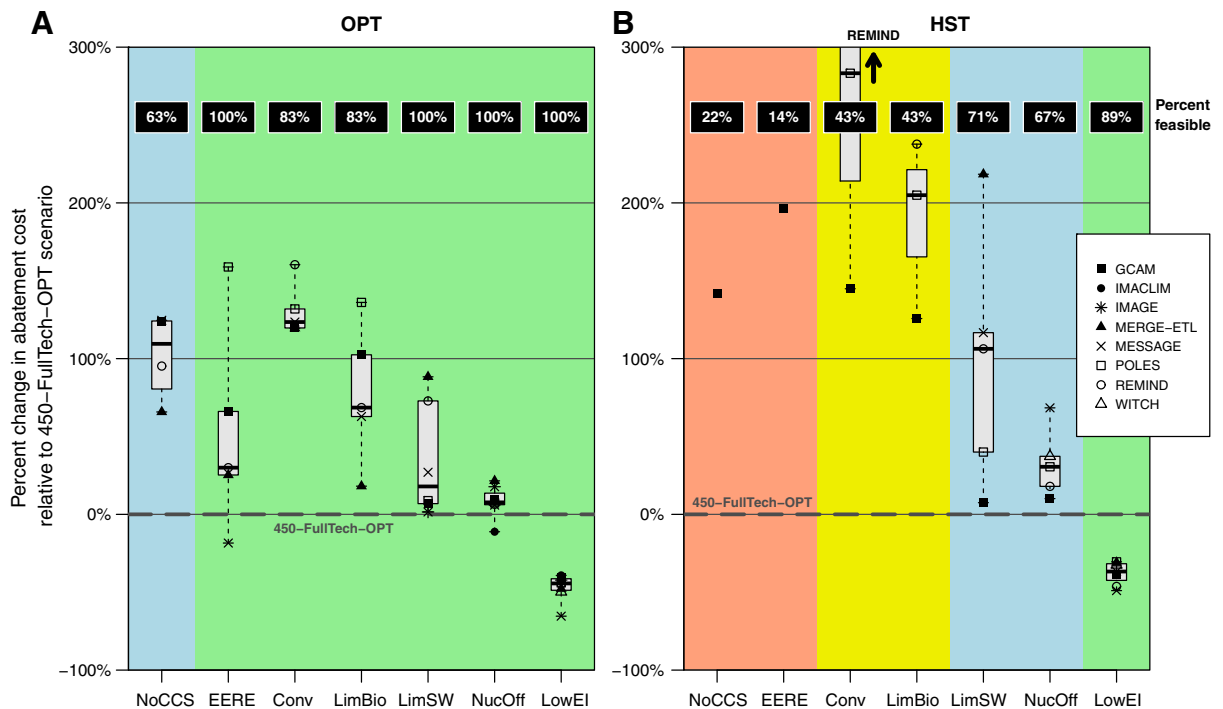 A
OPT
B
HST
REMIND
300%
200%
100%
0%
−100%
63%
100%
83%
83%
100%
100%
100%
Percent change in abatement cost
relative to 450−FullTech−OPT scenario
450−FullTech−OPT
NoCCS
EERE
Conv
LimBio
LimSW
NucOff
LowEI
300%
200%
100%
0%
−100%
22%
14%
43%
43%
71%
67%
89%
Percent
feasible
450−FullTech−OPT
GCAM
IMACLIM
IMAGE
MERGE−ETL
MESSAGE
POLES
REMIND
WITCH
NoCCS
EERE
Conv
LimBio
LimSW
NucOff
LowEI